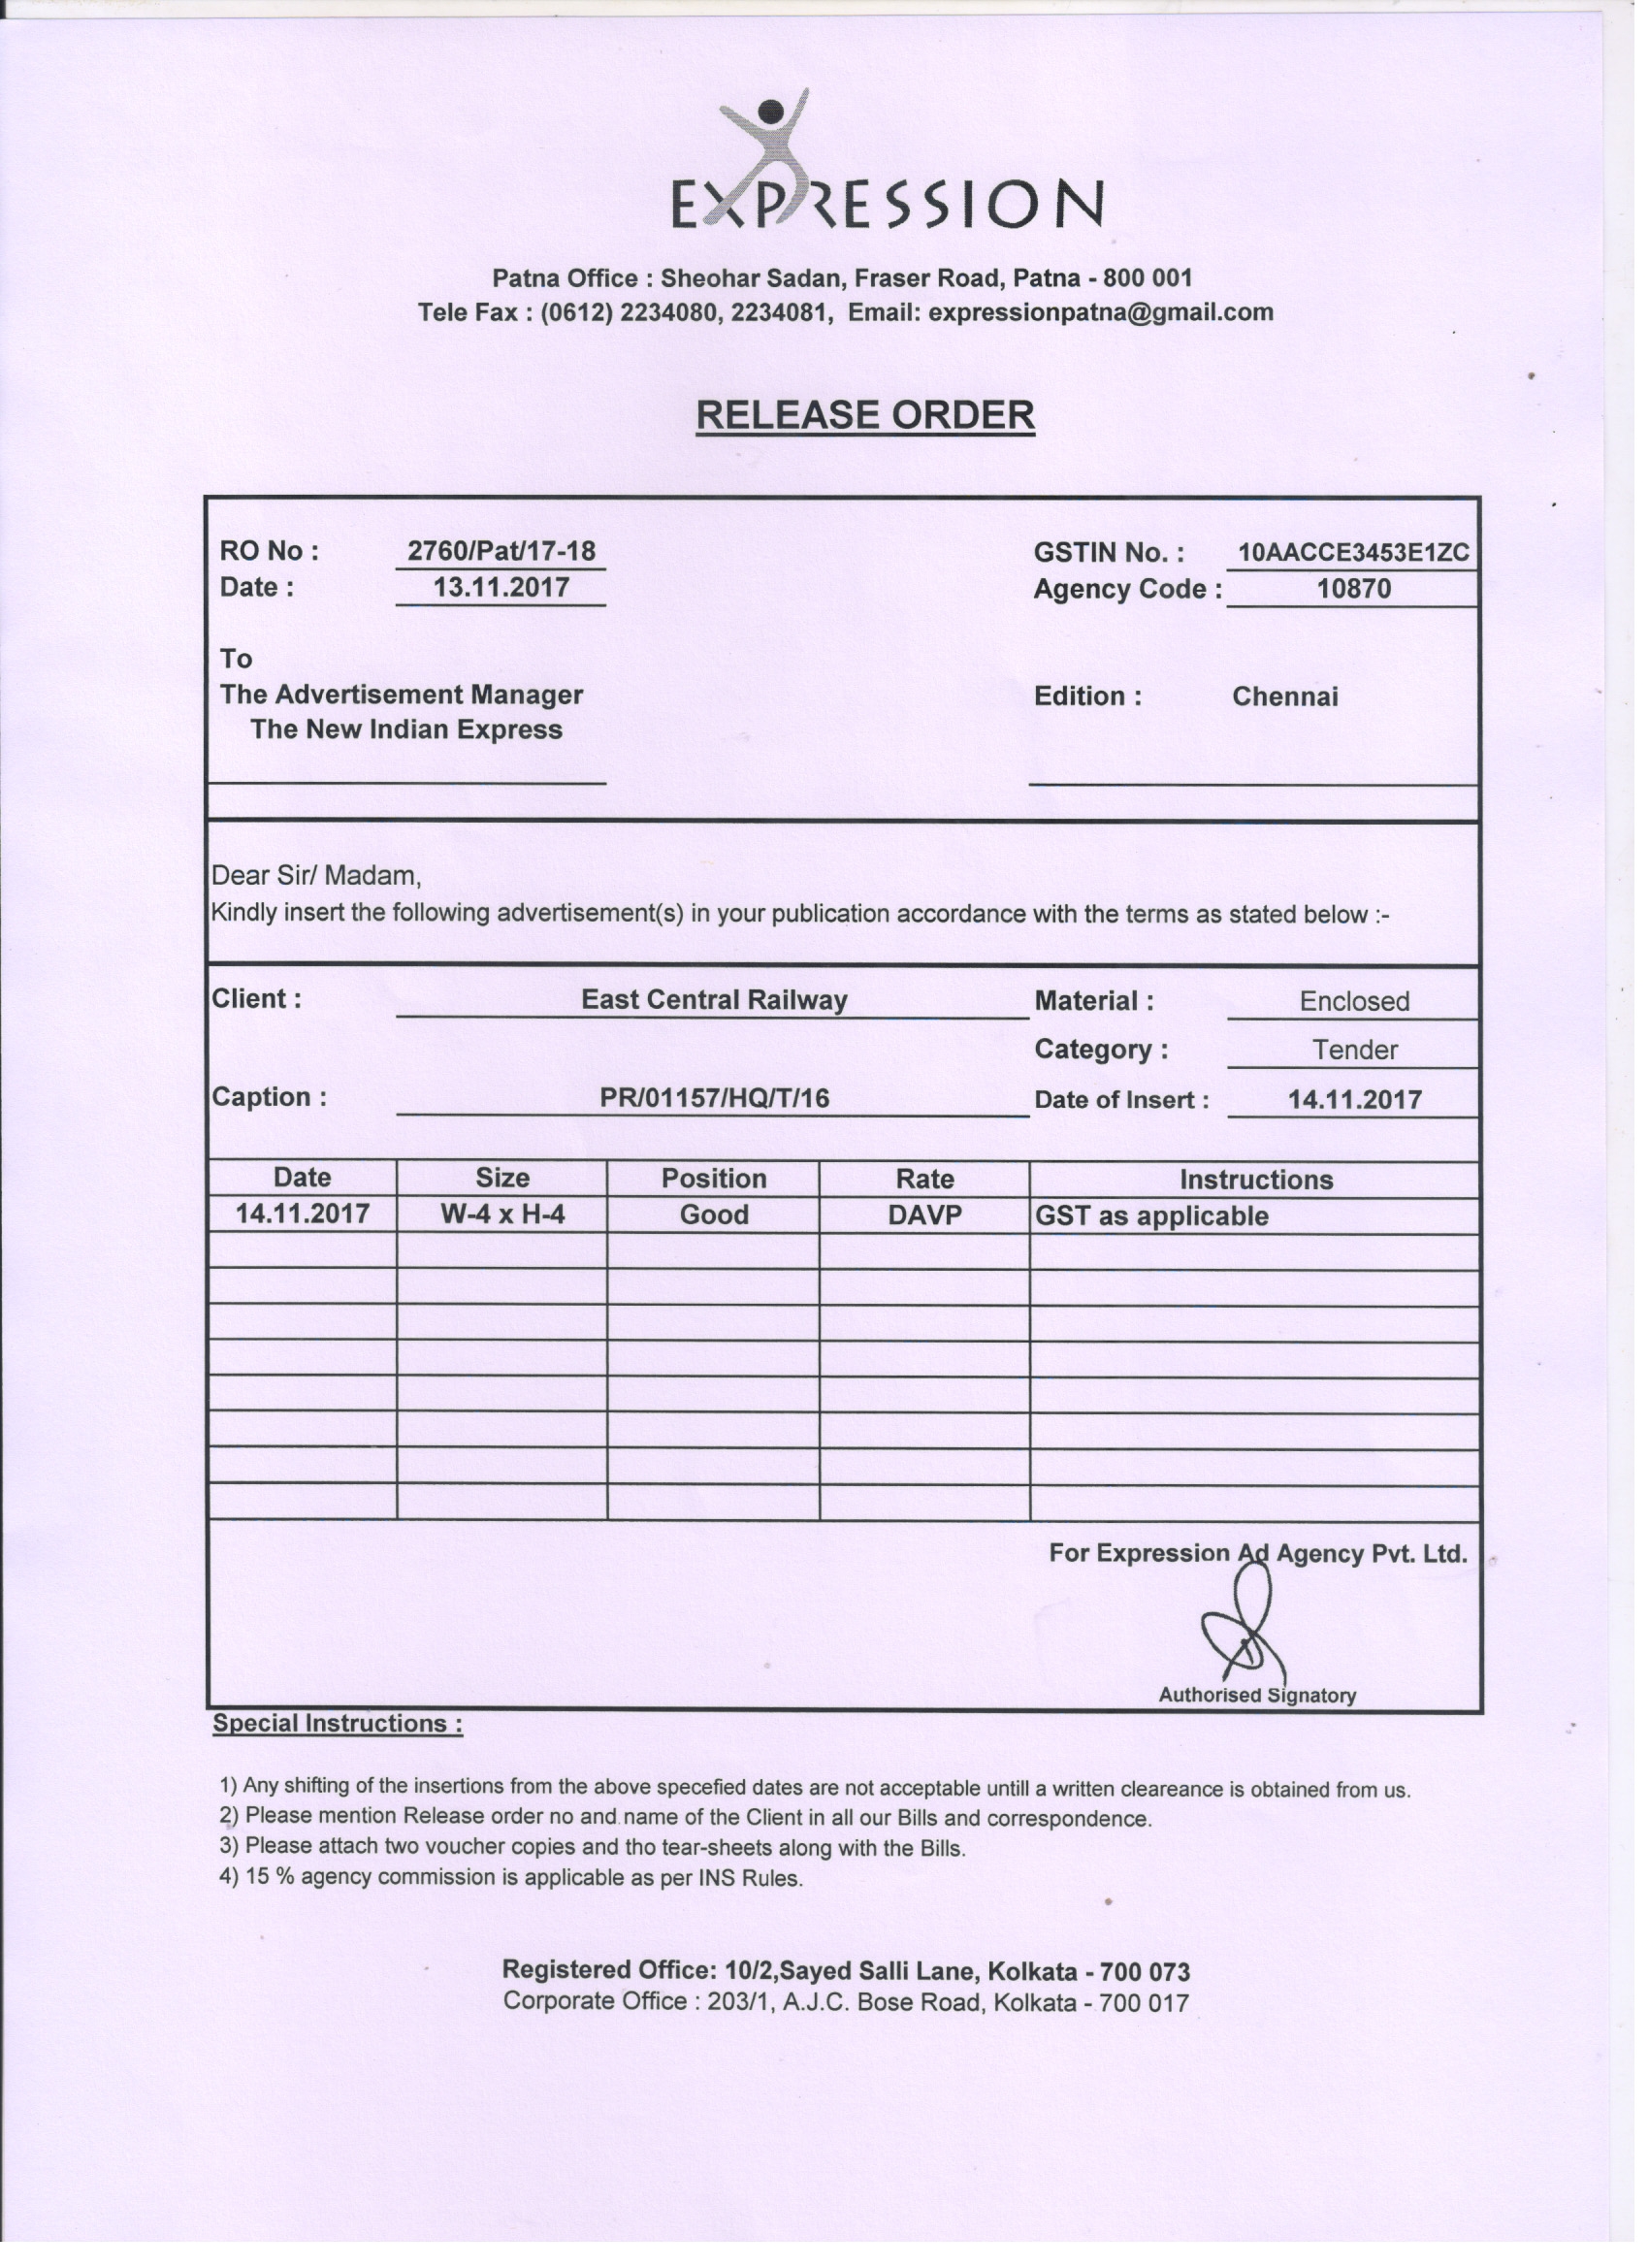 EXPRESSION
Patna Office : Sheohar Sadan, Fraser Road, Patna - 800 001
Tele Fax : (0612) 2234080, 2234081, Email: expressionpatna@gmail.com
RELEASE ORDER
RO No : 2760/Pat/17-18 GSTIN No. : 10AACCE3453E1ZC
Date : 13.11.2017 Agency Code : 10870
To
The Advertisement Manager Edition : Chennai
The New Indian Express
Dear Sir/ Madam,
Kindly insert the following advertisement(s) in your publication accordance with the terms as stated below :-
Client : East Central Railway Material : Enclosed
Category : Tender
Caption : PR/01157/HQ/T/16 Date of Insert : 14.11.2017
Date Size Position Rate Instructions
14.11.2017 W-4 x H-4 Good DAVP GST as applicable
For Expression Ad Agency Pvt. Ltd.
Authorised Signatory
Special Instructions :
1) Any shifting of the insertions from the above specefied dates are not acceptable untill a written cleareance is obtained from us.
2) Please mention Release order no and name of the Client in all our Bills and correspondence.
3) Please attach two voucher copies and tho tear-sheets along with the Bills.
4) 15 % agency commission is applicable as per INS Rules.
Registered Office: 10/2,Sayed Salli Lane, Kolkata - 700 073
Corporate Office : 203/1, A.J.C. Bose Road, Kolkata - 700 017